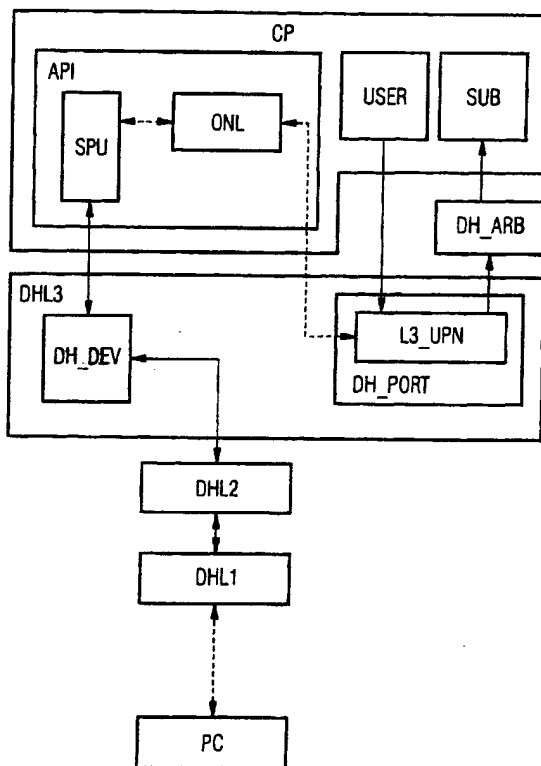 CP
API
USER
SUB
SPU
ONL
DH_ARB
DHL3
DH_DEV
L3_UPN
DH_PORT
DHL2
DHL1
PC